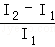 I₂ - I₁
I₁